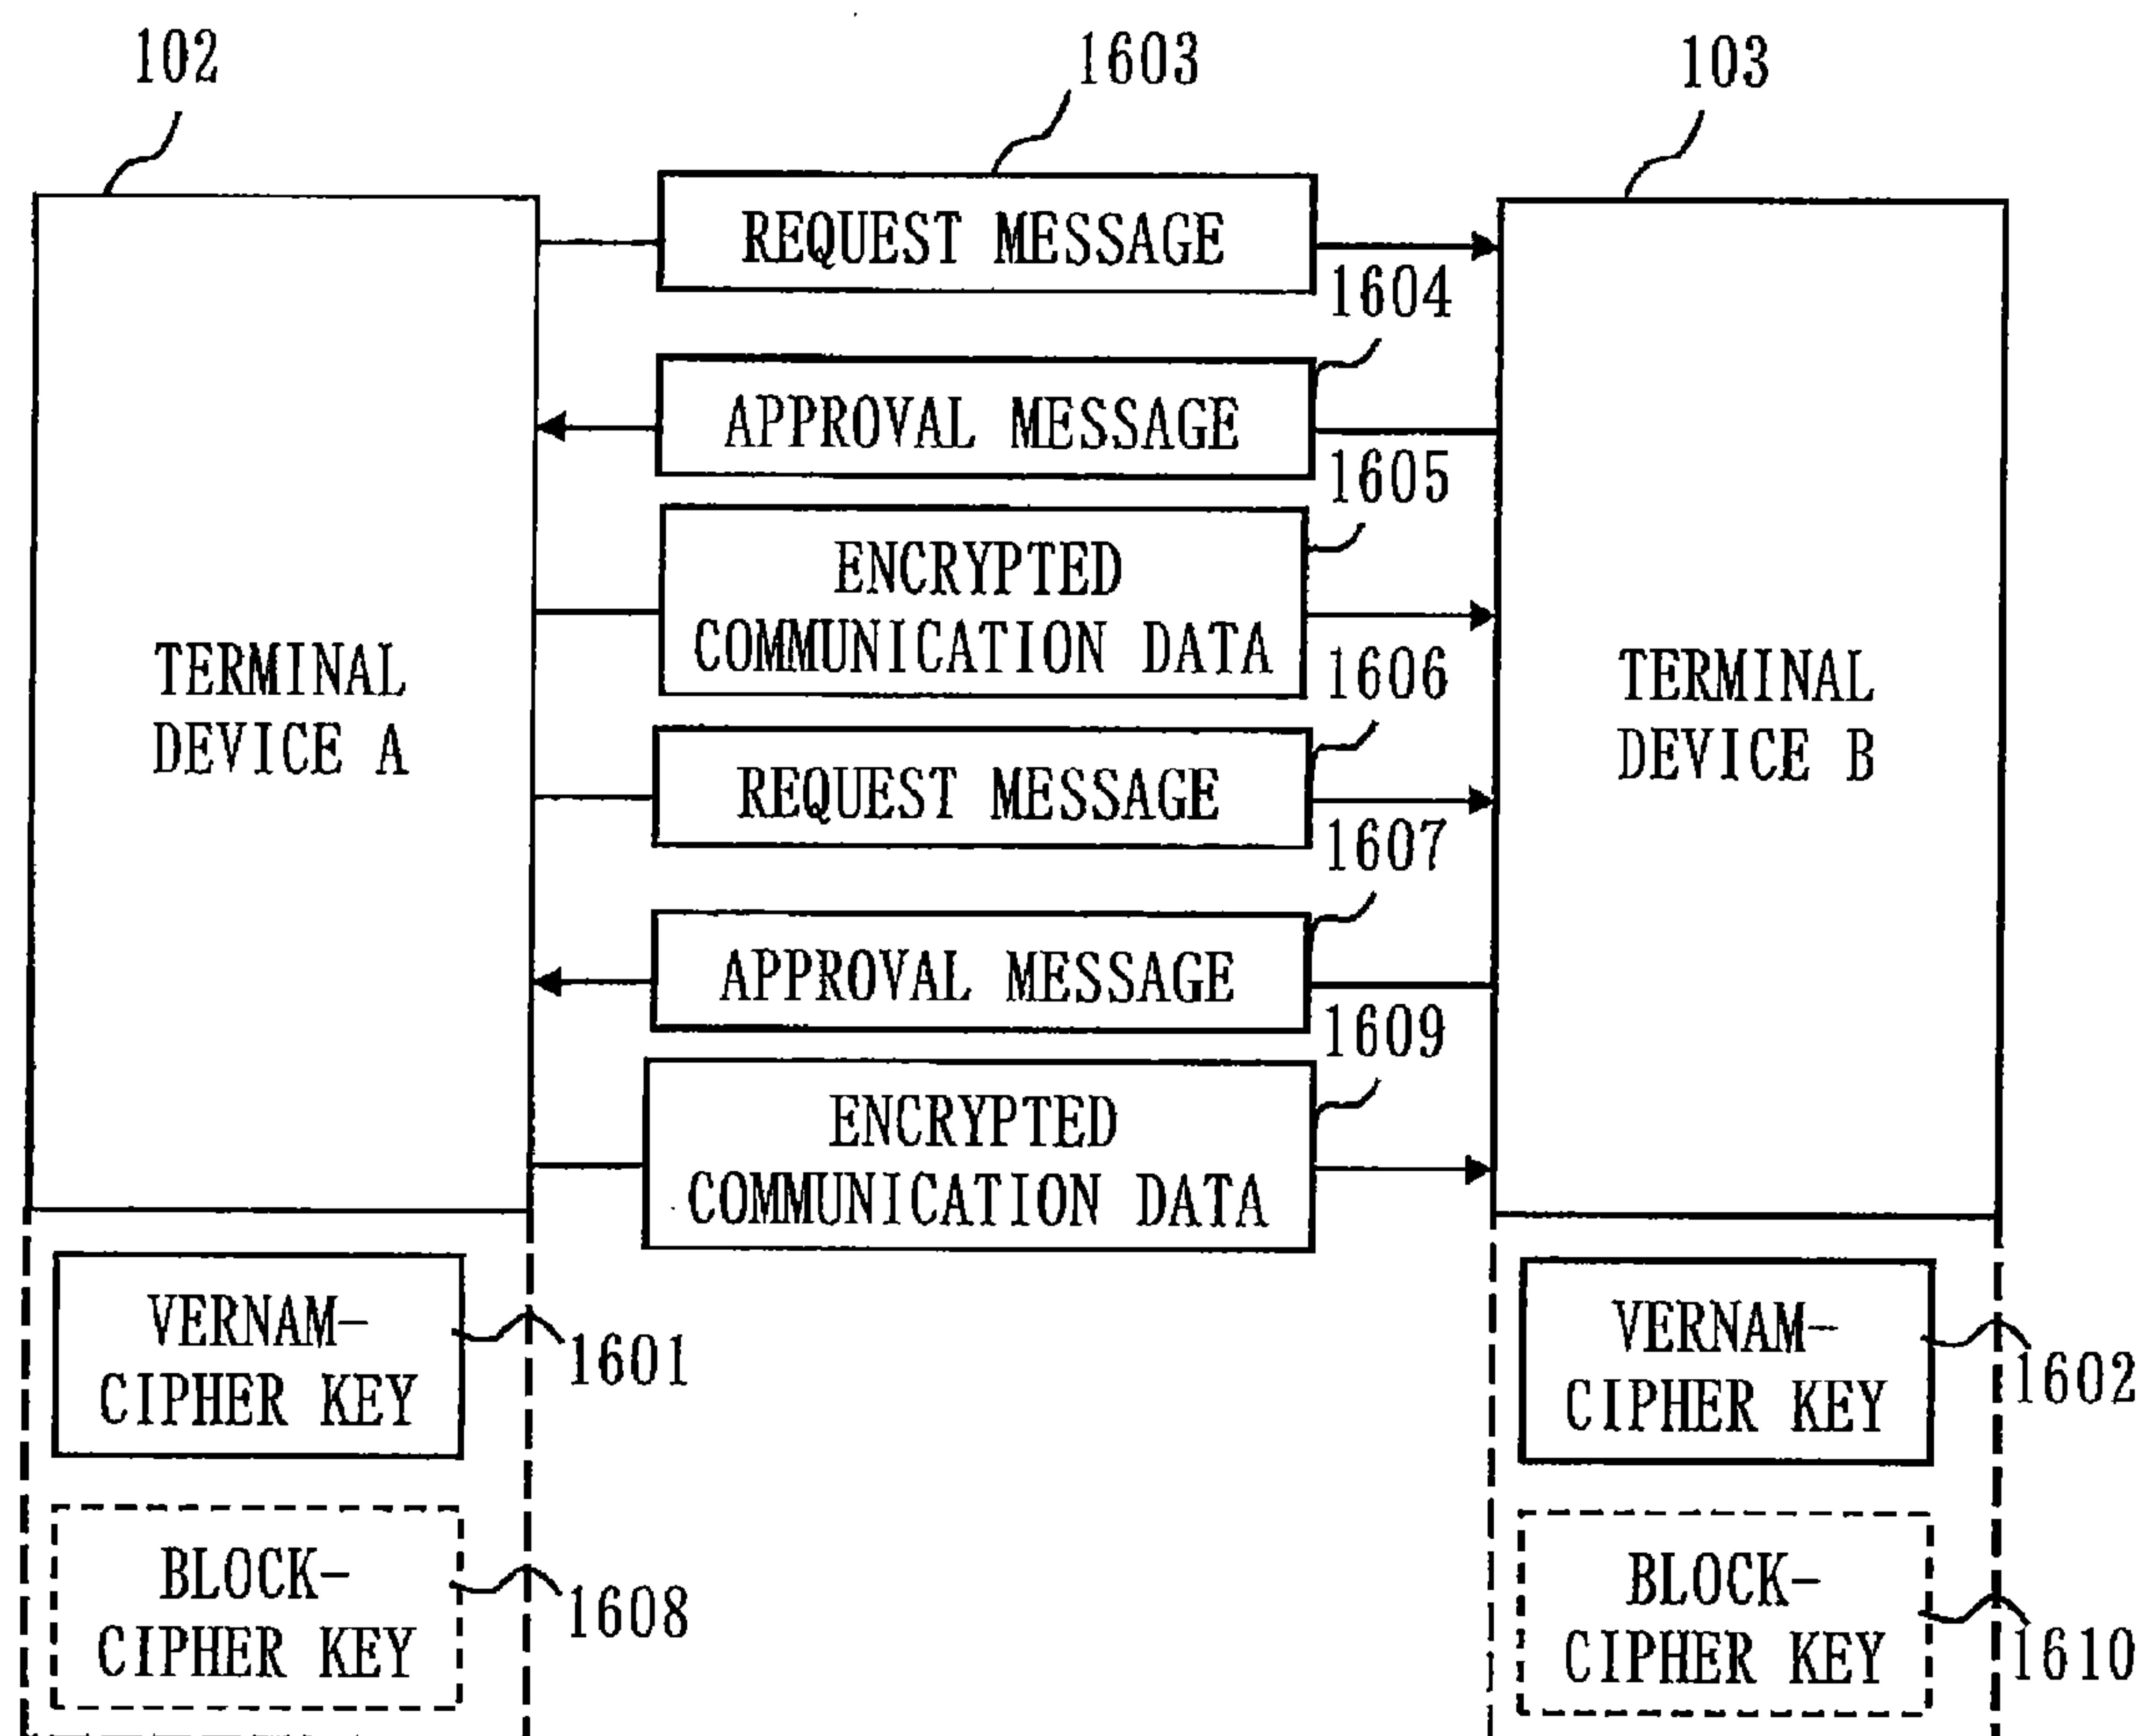 102
1603
103
REQUEST MESSAGE
1604
APPROVAL MESSAGE
1605
ENCRYPTED
COMMUNICATION DATA
1606
TERMINAL
DEVICE A
TERMINAL
DEVICE B
REQUEST MESSAGE
1607
APPROVAL MESSAGE
1609
ENCRYPTED
COMMUNICATION DATA
VERNAM-
CIPHER KEY
1601
VERNAM-
CIPHER KEY
1602
BLOCK-
CIPHER KEY
1608
BLOCK-
CIPHER KEY
1610